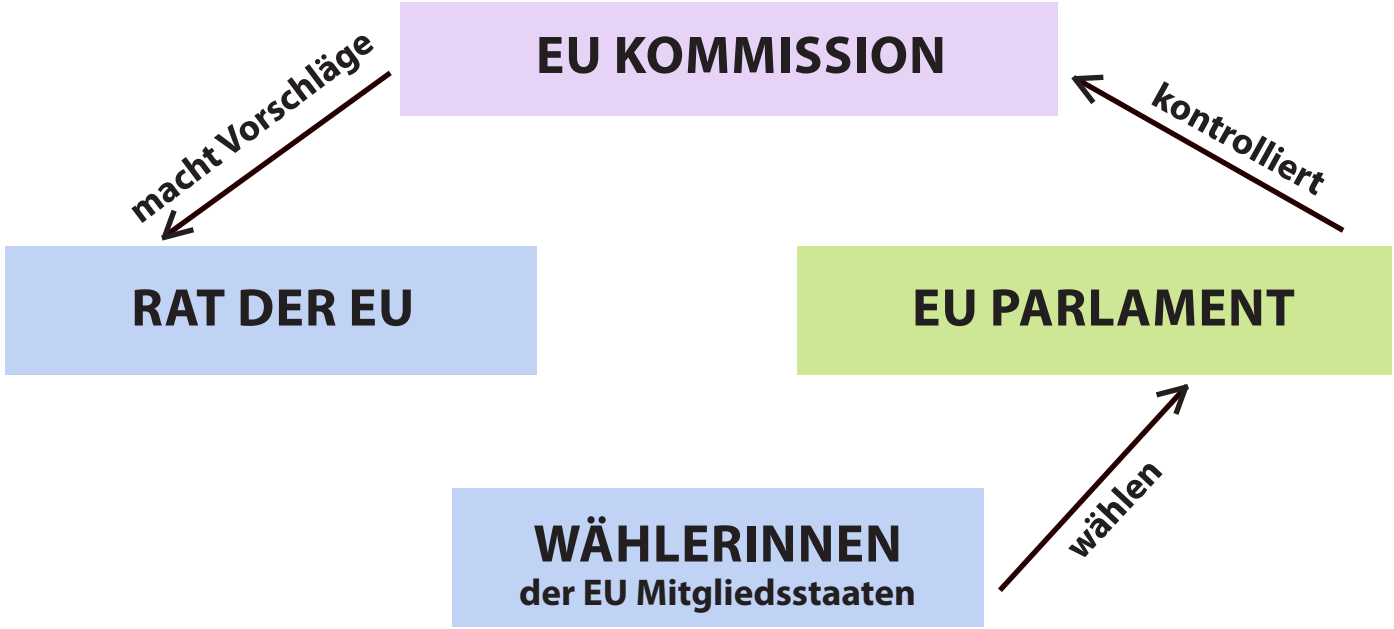 EU KOMMISSION
macht Vorschläge
kontrolliert
RAT DER EU
EU PARLAMENT
wählen
WÄHLERINNEN
der EU Mitgliedsstaaten